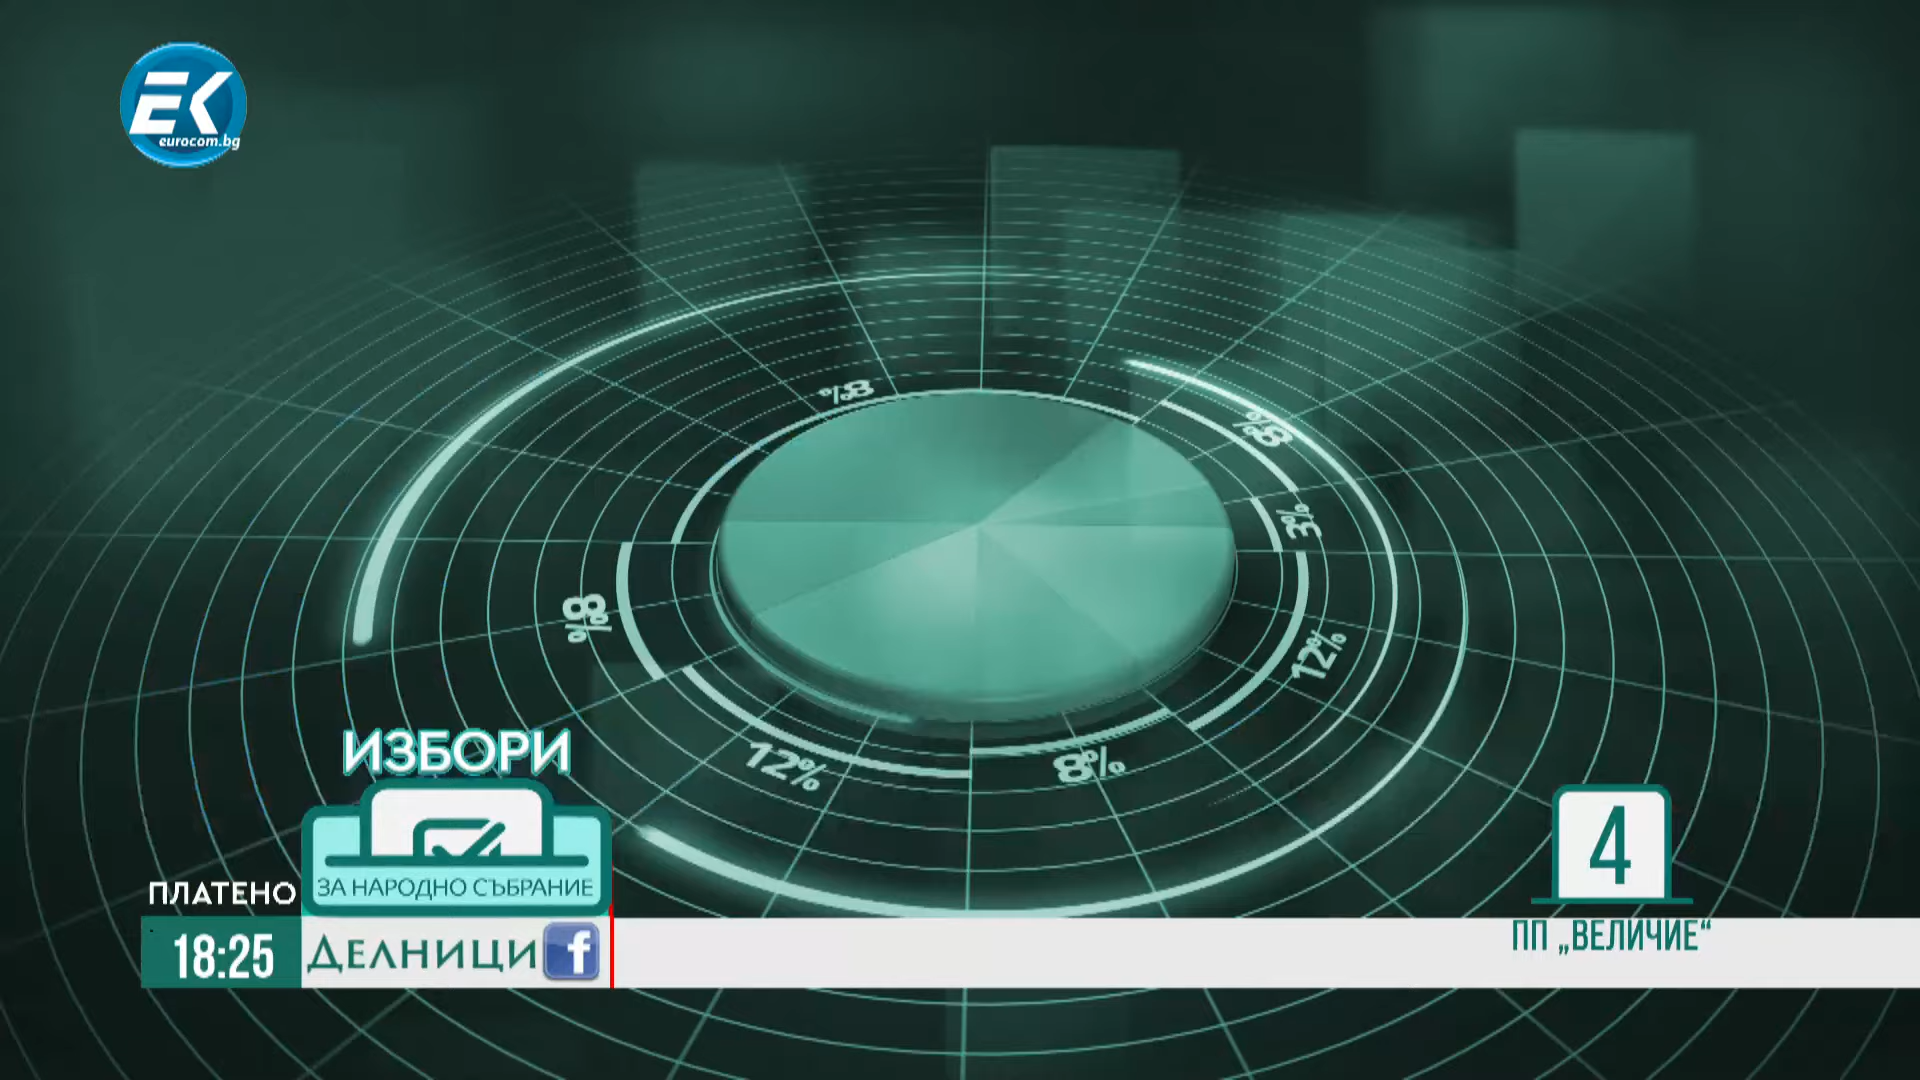 EK
eurocom.bg
8%
8%
3%
8%
12%
12%
8%
ИЗБОРИ
ЗА НАРОДНО СЪБРАНИЕ
ПЛАТЕНО
18:25
ДЕЛНИЦИ f
4
ПП „ВЕЛИЧИЕ“